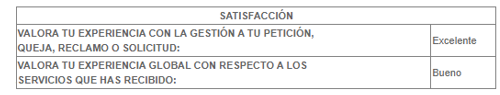 SATISFACCIÓN
VALORA TU EXPERIENCIA CON LA GESTIÓN A TU PETICIÓN,
QUEJA, RECLAMO O SOLICITUD:
Excelente
VALORA TU EXPERIENCIA GLOBAL CON RESPECTO A LOS
SERVICIOS QUE HAS RECIBIDO:
Bueno